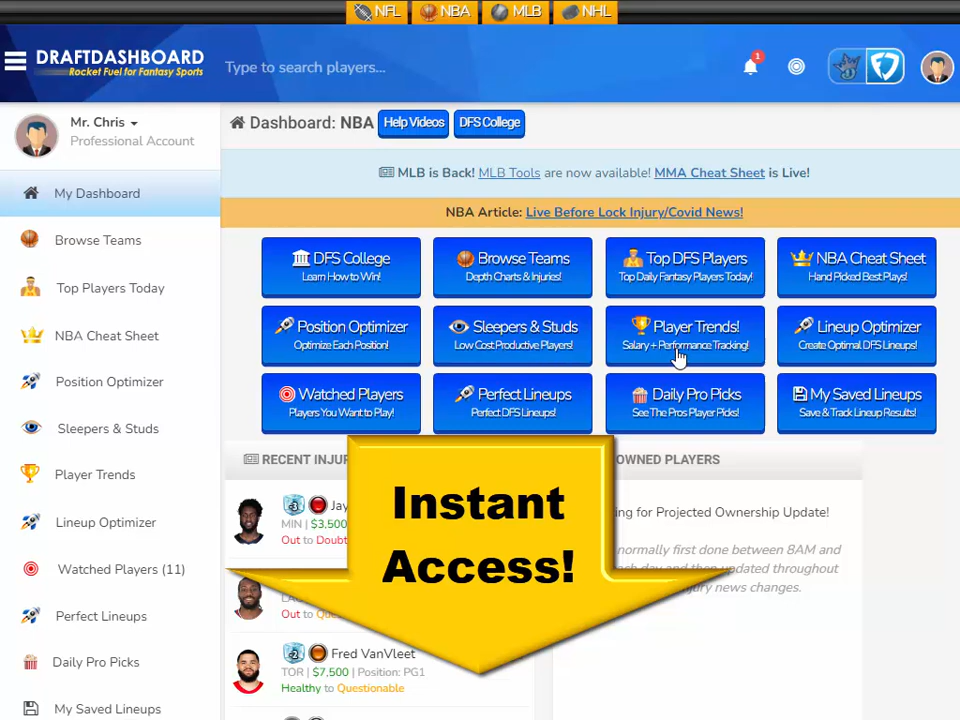 NFL NBA MLB NHL
DRAFTDASHBOARD
Rocket Fuel for Fantasy Sports
Type to search players...
1
Mr. Chris
Professional Account
My Dashboard
Browse Teams
Top Players Today
NBA Cheat Sheet
Position Optimizer
Sleepers & Studs
Player Trends
Lineup Optimizer
Watched Players (11)
Perfect Lineups
Daily Pro Picks
My Saved Lineups
Dashboard: NBA Help Videos DFS College
MLB is Back! MLB Tools are now available! MMA Cheat Sheet is Live!
NBA Article: Live Before Lock Injury/Covid News!
DFS College
Learn How to Win!
Browse Teams
Depth Charts & Injuries!
Top DFS Players
Top Daily Fantasy Players Today!
NBA Cheat Sheet
Hand Picked Best Plays!
Position Optimizer
Optimize Each Position!
Sleepers & Studs
Low Cost Productive Players!
Player Trends!
Salary + Performance Tracking!
Lineup Optimizer
Create Optimal DFS Lineups!
Watched Players
Players You Want to Play!
Perfect Lineups
Perfect DFS Lineups!
Daily Pro Picks
See The Pros Player Picks!
My Saved Lineups
Save & Track Lineup Results!
RECENT INJUR
MIN | $3,500
Out to Doubt
Out to
Fred VanVleet
TOR | $7,500 | Position: PG1
Healthy to Questionable
OWNED PLAYERS
for Projected Ownership Update!
normally first done between 8AM and
day and then updated throughout
news changes.
Instant
Access!